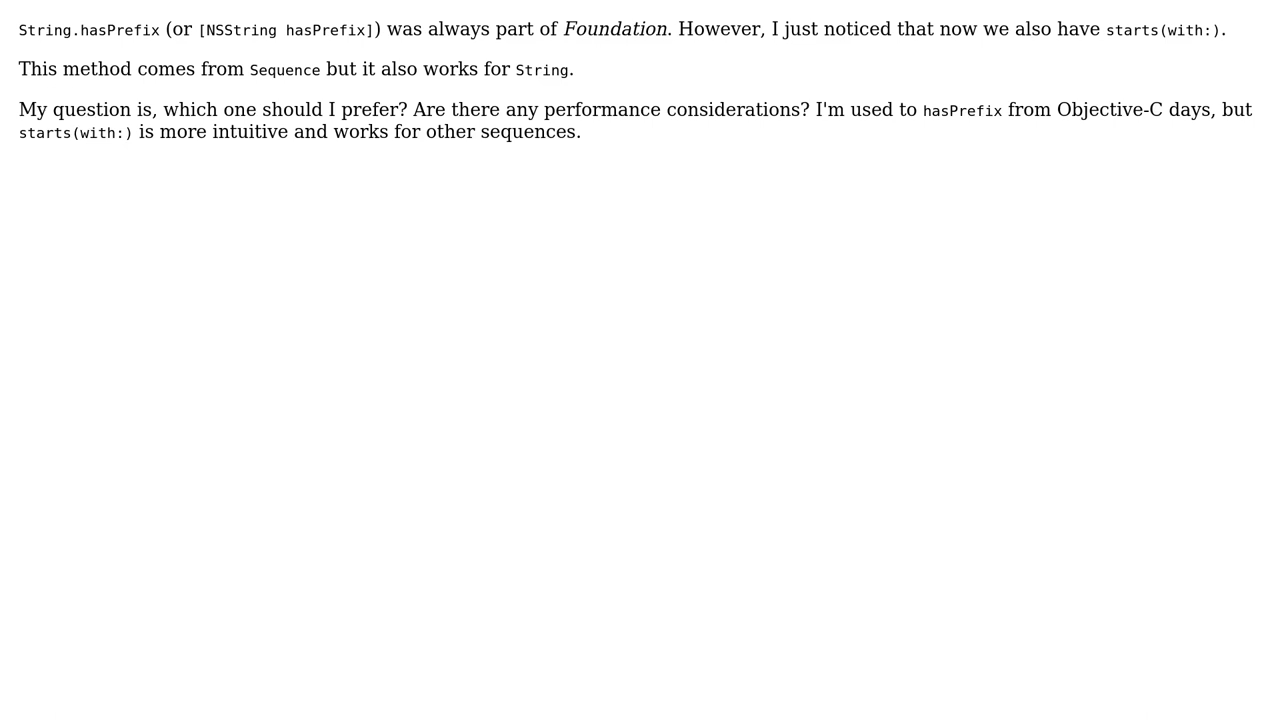 String.hasPrefix (or [NSString hasPrefix]) was always part of Foundation. However, I just noticed that now we also have starts(with:).
This method comes from Sequence but it also works for String.
My question is, which one should I prefer? Are there any performance considerations? I'm used to hasPrefix from Objective-C days, but
starts(with:) is more intuitive and works for other sequences.